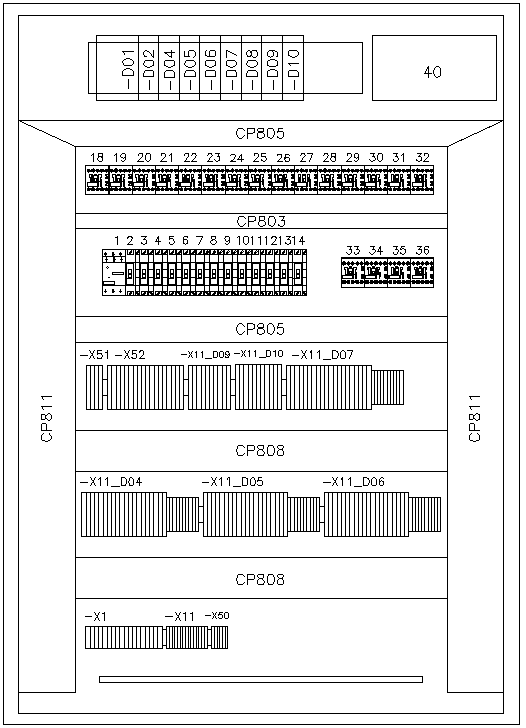 -D01 -D02 -D04 -D05 -D06 -D07 -D08 -D09 -D10
40
CP805
18 19 20 21 22 23 24 25 26 27 28 29 30 31 32
CP803
1 2 3 4 5 6 7 8 9 10 11 12 13 14
33 34 35 36
CP805
-X51 -X52 -X11_D09 -X11_D10 -X11_D07
CP811
CP811
CP808
-X11_D04 -X11_D05 -X11_D06
CP808
-X1 -X11 -X50